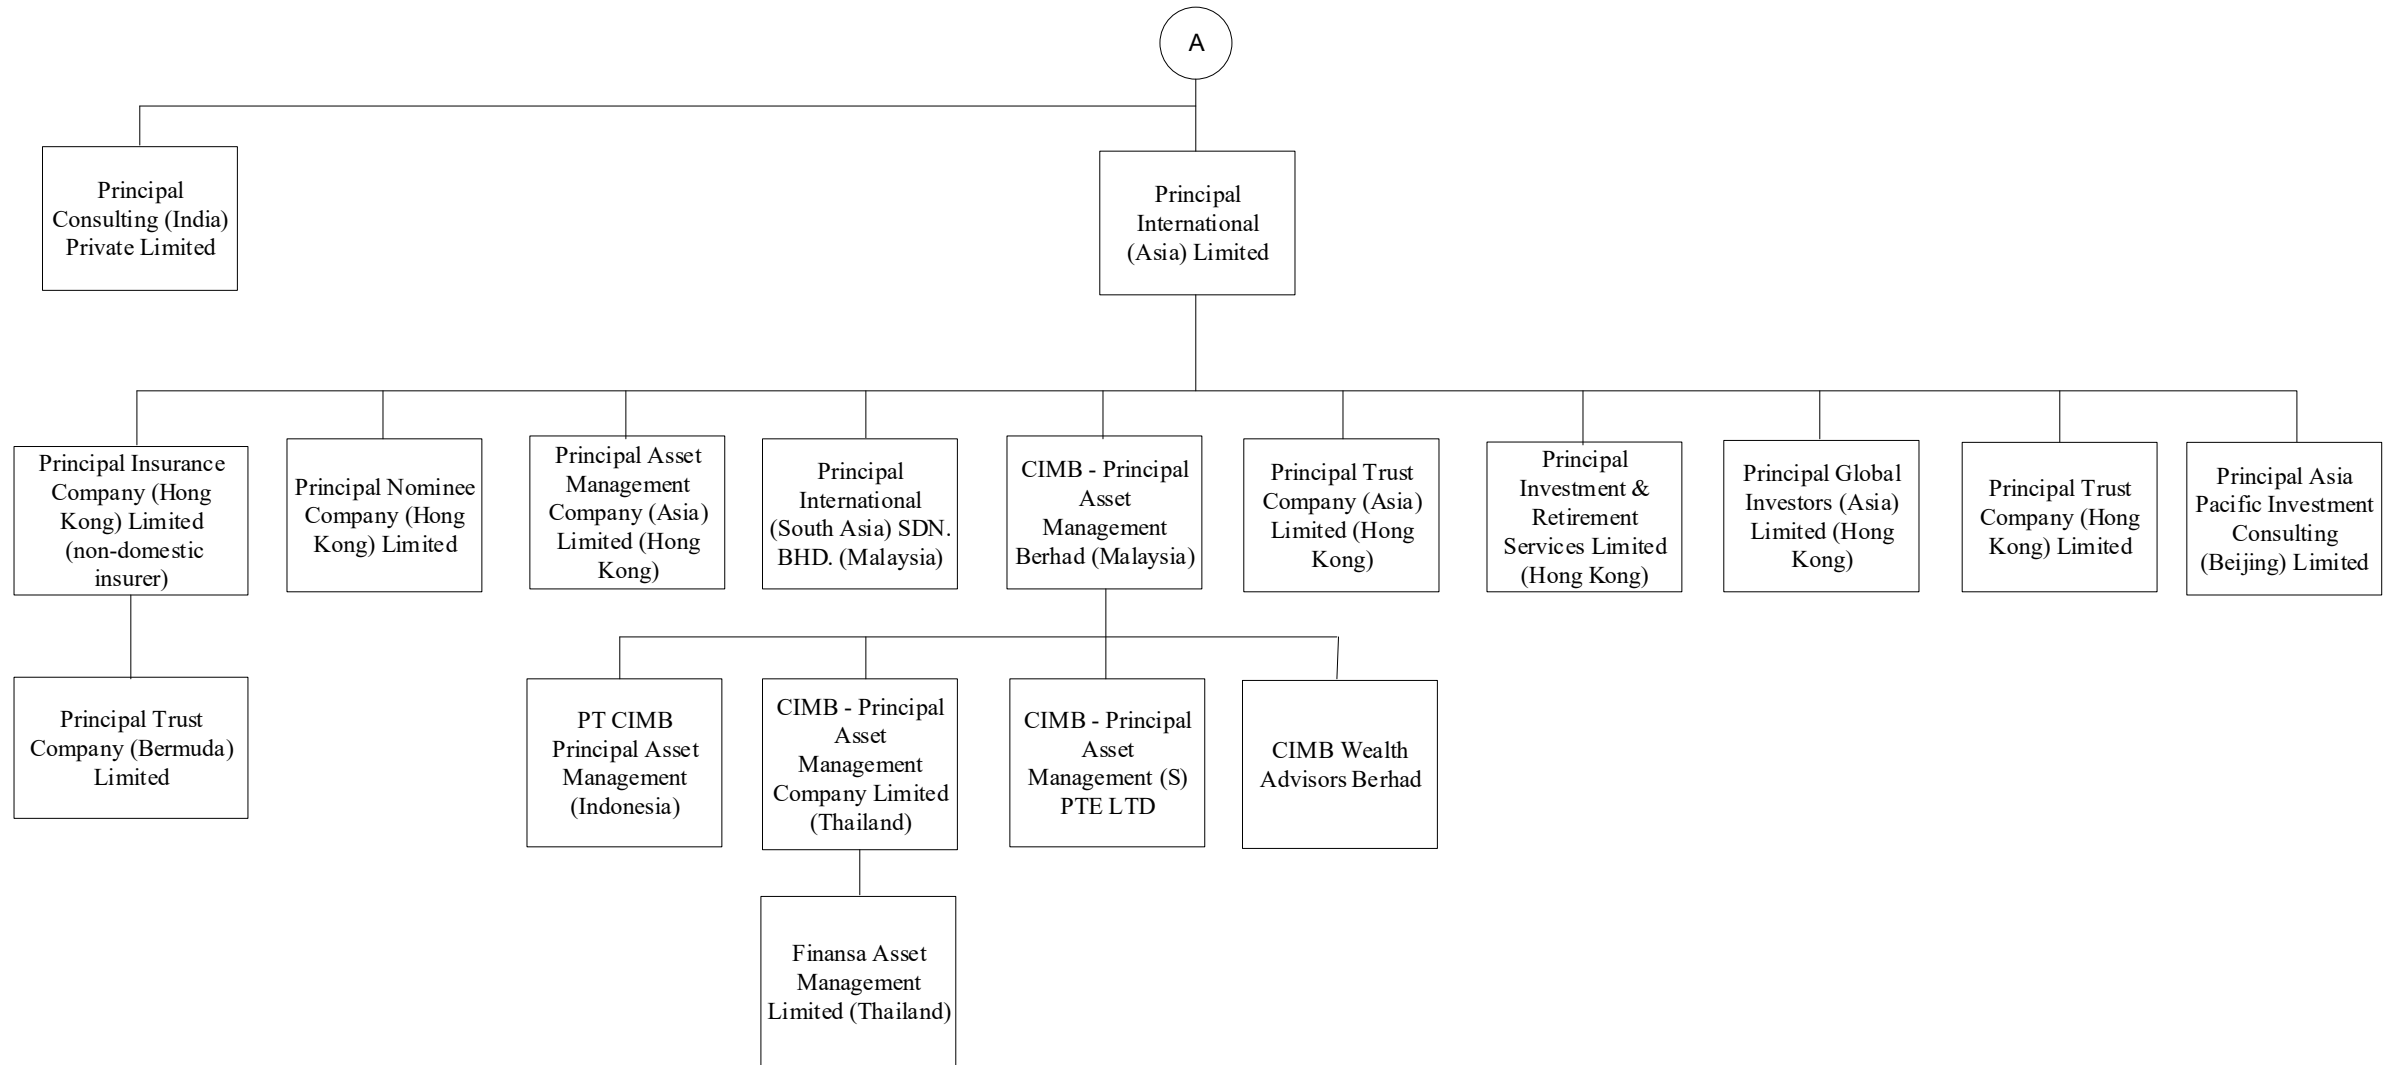 A
Principal
Consulting (India)
Private Limited
Principal
International
(Asia) Limited
Principal Insurance
Company (Hong
Kong) Limited
(non-domestic
insurer)
Principal Nominee
Company (Hong
Kong) Limited
Principal Asset
Management
Company (Asia)
Limited (Hong
Kong)
Principal
International
(South Asia) SDN.
BHD. (Malaysia)
CIMB - Principal
Asset
Management
Berhad (Malaysia)
Principal Trust
Company (Asia)
Limited (Hong
Kong)
Principal
Investment &
Retirement
Services Limited
(Hong Kong)
Principal Global
Investors (Asia)
Limited (Hong
Kong)
Principal Trust
Company (Hong
Kong) Limited
Principal Asia
Pacific Investment
Consulting
(Beijing) Limited
Principal Trust
Company (Bermuda)
Limited
PT CIMB
Principal Asset
Management
(Indonesia)
CIMB - Principal
Asset
Management
Company Limited
(Thailand)
CIMB - Principal
Asset
Management (S)
PTE LTD
CIMB Wealth
Advisors Berhad
Finansa Asset
Management
Limited (Thailand)